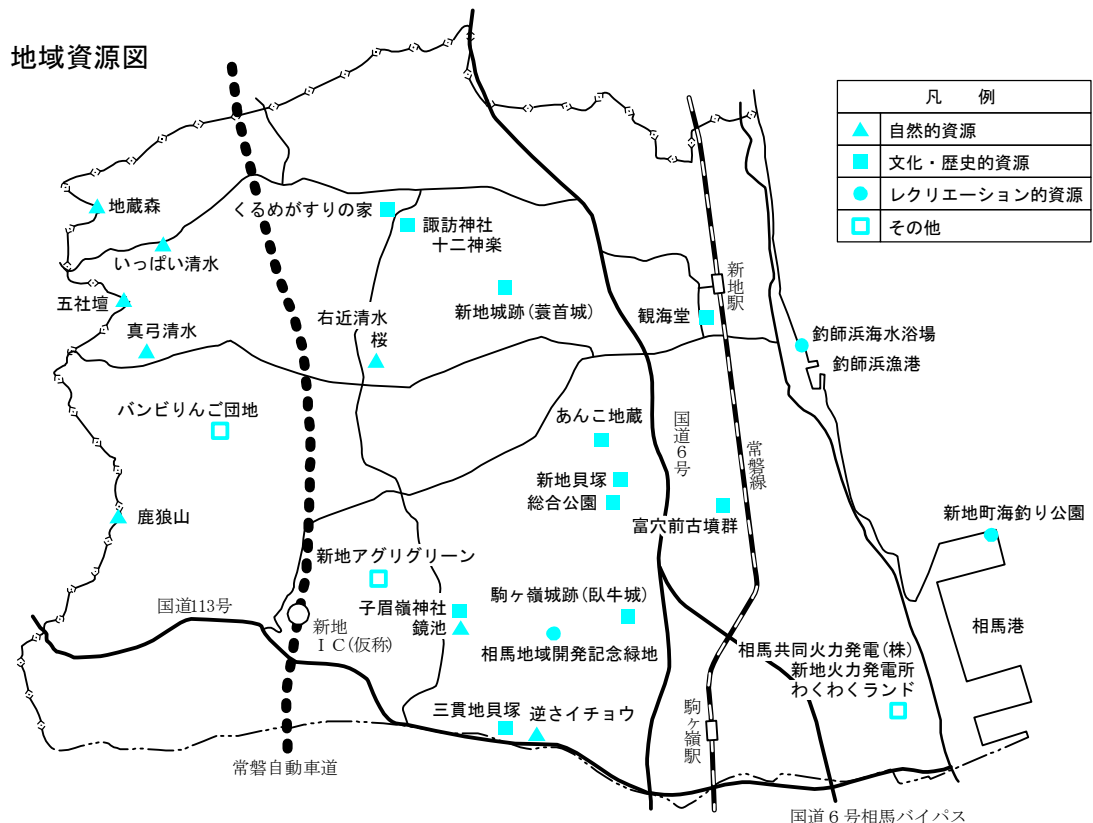 地域資源図
凡　例
自然的資源
文化・歴史的資源
レクリエーション的資源
その他
地蔵森
くるめがすりの家
諏訪神社
十二神楽
いっぱい清水
五社壇
新地城跡(蓑首城)
観海堂
新地駅
右近清水
桜
真弓清水
釣師浜海水浴場
釣師浜漁港
バンビりんご団地
あんこ地蔵
国道６号
常磐線
新地貝塚
総合公園
富穴前古墳群
鹿狼山
新地町海釣り公園
新地アグリグリーン
国道113号
子眉嶺神社
鏡池
駒ヶ嶺城跡(臥牛城)
新地
ＩＣ(仮称)
相馬地域開発記念緑地
相馬港
相馬共同火力発電(株)
新地火力発電所
わくわくランド
三貫地貝塚
逆さイチョウ
駒ヶ嶺駅
常磐自動車道
国道６号相馬バイパス